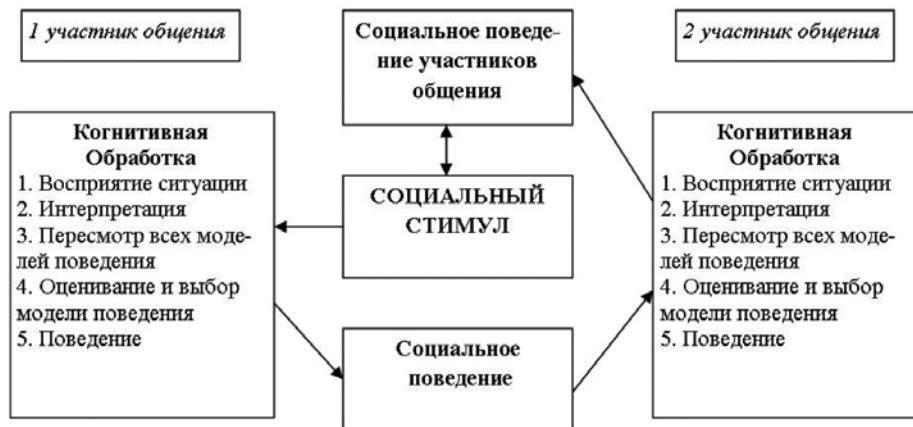 1 участник общения
Социальное поведе-
ние участников
общения
2 участник общения
Когнитивная
Обработка
1. Восприятие ситуации
2. Интерпретация
3. Пересмотр всех моде-
лей поведения
4. Оценивание и выбор
модели поведения
5. Поведение
СОЦИАЛЬНЫЙ
СТИМУЛ
Социальное
поведение
Когнитивная
Обработка
1. Восприятие ситуации
2. Интерпретация
3. Пересмотр всех моде-
лей поведения
4. Оценивание и выбор
модели поведения
5. Поведение